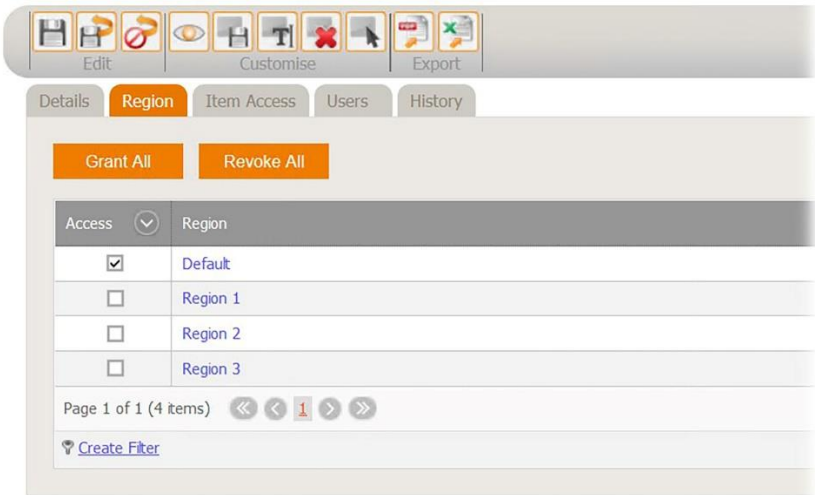 Edit Customise Export
Details Region Item Access Users History
Grant All Revoke All
Access Region
Default
Region 1
Region 2
Region 3
Page 1 of 1 (4 items) 1
Create Filter